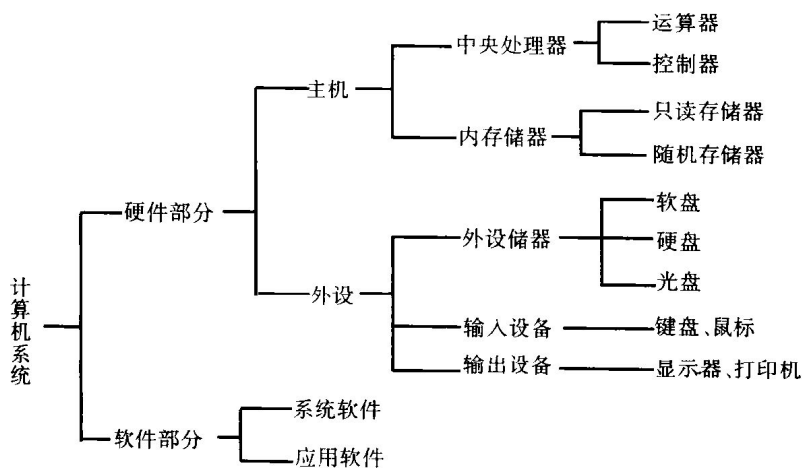 计算机系统
硬件部分
主机
中央处理器
运算器
控制器
内存储器
只读存储器
随机存储器
外设
外设储器
软盘
硬盘
光盘
输入设备
键盘、鼠标
输出设备
显示器、打印机
软件部分
系统软件
应用软件